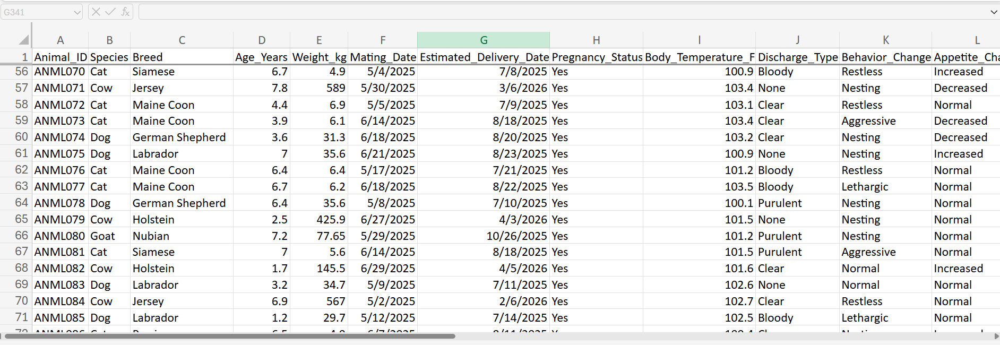 G341
fx
A B C D E F G H I J K L
1 Animal_ID Species Breed Age_Years Weight_kg Mating_Date Estimated_Delivery_Date Pregnancy_Status Body_Temperature_F Discharge_Type Behavior_Change Appetite_Cha
56 ANML070 Cat Siamese 6.7 4.9 5/4/2025 7/8/2025 Yes 100.9 Bloody Restless Increased
57 ANML071 Cow Jersey 7.8 589 5/30/2025 3/6/2026 Yes 103.4 None Nesting Decreased
58 ANML072 Cat Maine Coon 4.4 6.9 5/5/2025 7/9/2025 Yes 103.1 Clear Restless Normal
59 ANML073 Cat Maine Coon 3.9 6.1 6/14/2025 8/18/2025 Yes 103.4 Clear Aggressive Decreased
60 ANML074 Dog German Shepherd 3.6 31.3 6/18/2025 8/20/2025 Yes 103.2 Clear Nesting Decreased
61 ANML075 Dog Labrador 7 35.6 6/21/2025 8/23/2025 Yes 100.9 None Nesting Increased
62 ANML076 Cat Maine Coon 6.4 6.4 5/17/2025 7/21/2025 Yes 101.2 Bloody Restless Normal
63 ANML077 Cat Maine Coon 6.7 6.2 6/18/2025 8/22/2025 Yes 103.5 Bloody Lethargic Normal
64 ANML078 Dog German Shepherd 6.4 35.6 5/8/2025 7/10/2025 Yes 100.1 Purulent Nesting Normal
65 ANML079 Cow Holstein 2.5 425.9 6/27/2025 4/3/2026 Yes 101.5 None Nesting Normal
66 ANML080 Goat Nubian 7.2 77.65 5/29/2025 10/26/2025 Yes 101.2 Purulent Nesting Normal
67 ANML081 Cat Siamese 7 5.6 6/14/2025 8/18/2025 Yes 101.5 Purulent Aggressive Normal
68 ANML082 Cow Holstein 1.7 145.5 6/29/2025 4/5/2026 Yes 101.6 Clear Normal Increased
69 ANML083 Dog Labrador 3.2 34.7 5/9/2025 7/11/2025 Yes 102.6 None Normal Normal
70 ANML084 Cow Jersey 6.9 567 5/2/2025 2/6/2026 Yes 102.7 Clear Restless Normal
71 ANML085 Dog Labrador 1.2 29.7 5/12/2025 7/14/2025 Yes 102.5 Bloody Lethargic Normal